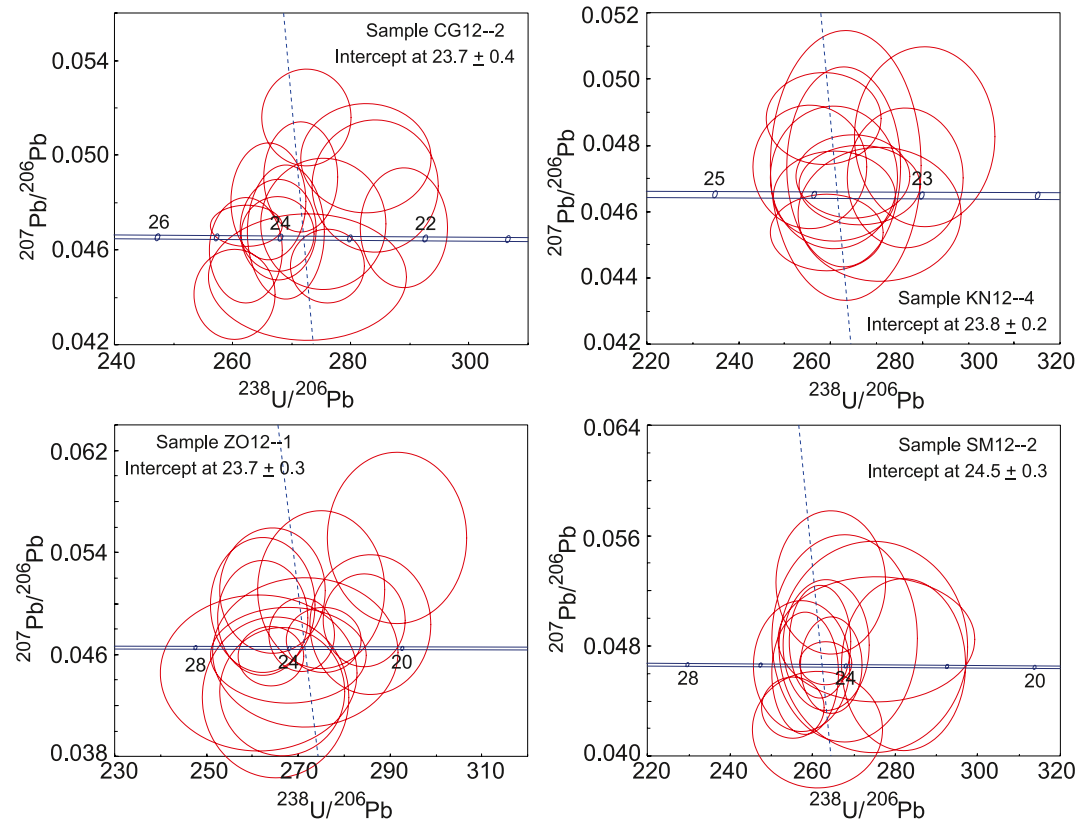 Sample CG12--2
Intercept at 23.7 ± 0.4
0.056
0.050
0.046
0.042
207Pb/206Pb
26
24
22
240 260 280 300
238U/206Pb
0.052
0.050
0.048
0.046
0.044
0.042
207Pb/206Pb
25
23
Sample KN12--4
Intercept at 23.8 ± 0.2
220 240 260 280 300 320
238U/206Pb
Sample ZO12--1
Intercept at 23.7 ± 0.3
0.062
0.054
0.046
0.038
207Pb/206Pb
28
24
20
230 250 270 290 310
238U/206Pb
Sample SM12--2
Intercept at 24.5 ± 0.3
0.064
0.056
0.048
0.040
207Pb/206Pb
28
24
20
220 240 260 280 300 320
238U/206Pb